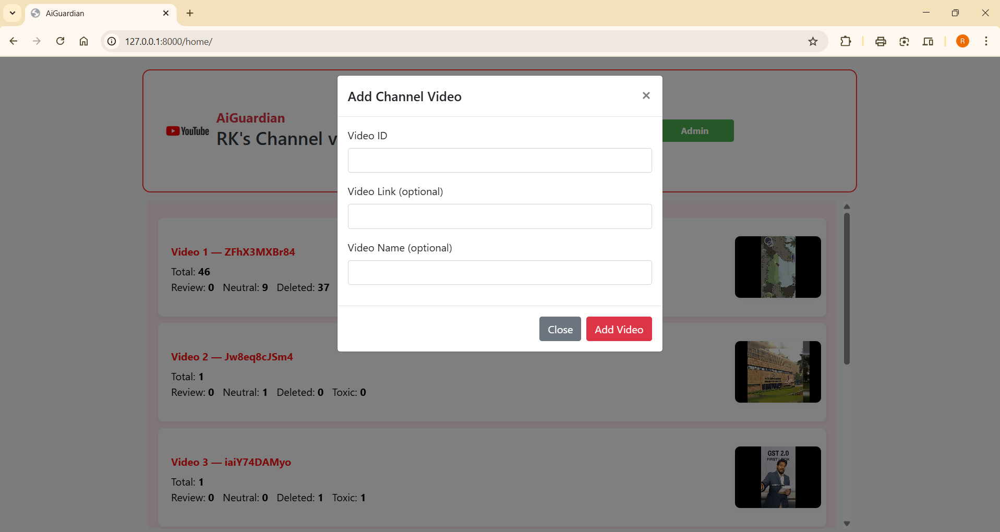 AiGuardian
127.0.0.1:8000/home/
R
YouTube
AiGuardian
RK's Channel v
Admin
Add Channel Video
Video ID
Video Link (optional)
Video Name (optional)
Close
Add Video
Video 1 — ZFhX3MXBr84
Total: 46
Review: 0 Neutral: 9 Deleted: 37
Video 2 — Jw8eq8cJSm4
Total: 1
Review: 0 Neutral: 1 Deleted: 0 Toxic: 0
Video 3 — iaiY74DAMyo
Total: 1
Review: 0 Neutral: 0 Deleted: 1 Toxic: 1
GST 2.0
FIRST LOOK